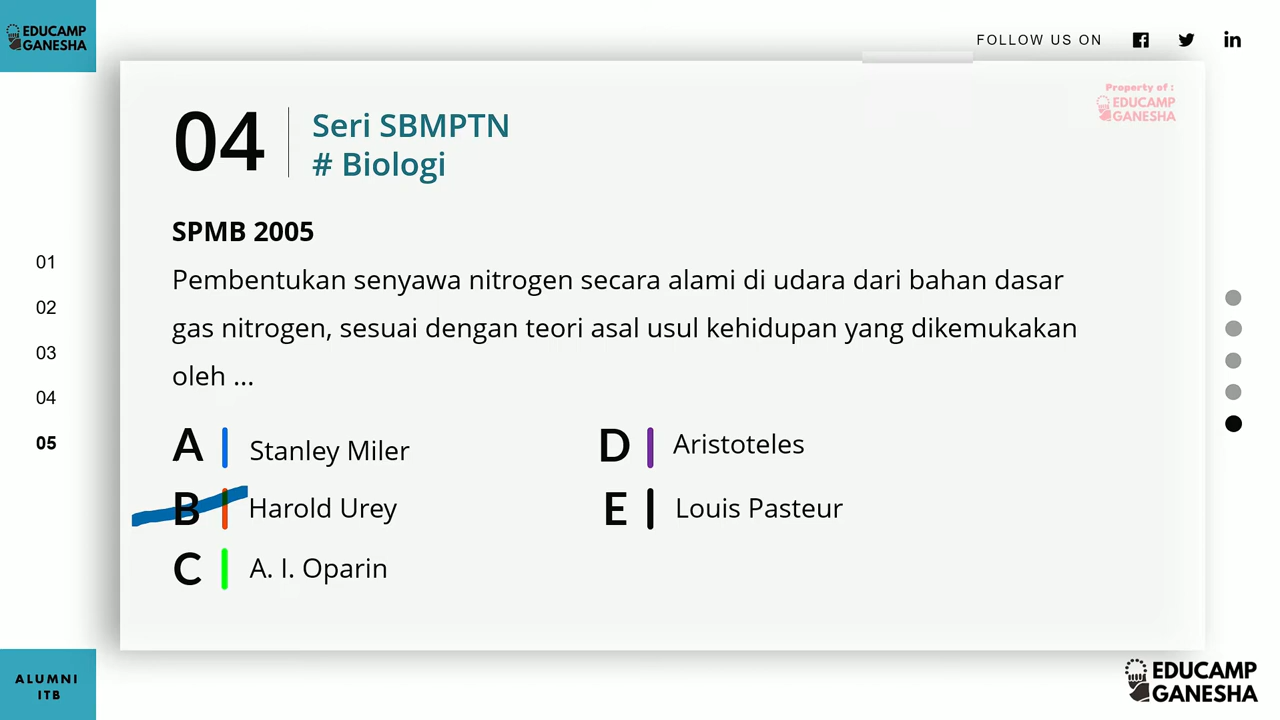 EDUCAMP
GANESHA
FOLLOW US ON
Property of :
EDUCAMP
GANESHA
04
Seri SBMPTN
# Biologi
SPMB 2005
Pembentukan senyawa nitrogen secara alami di udara dari bahan dasar
gas nitrogen, sesuai dengan teori asal usul kehidupan yang dikemukakan
oleh ...
A Stanley Miler
B Harold Urey
C A. I. Oparin
D Aristoteles
E Louis Pasteur
01
02
03
04
05
ALUMNI
ITB
EDUCAMP
GANESHA